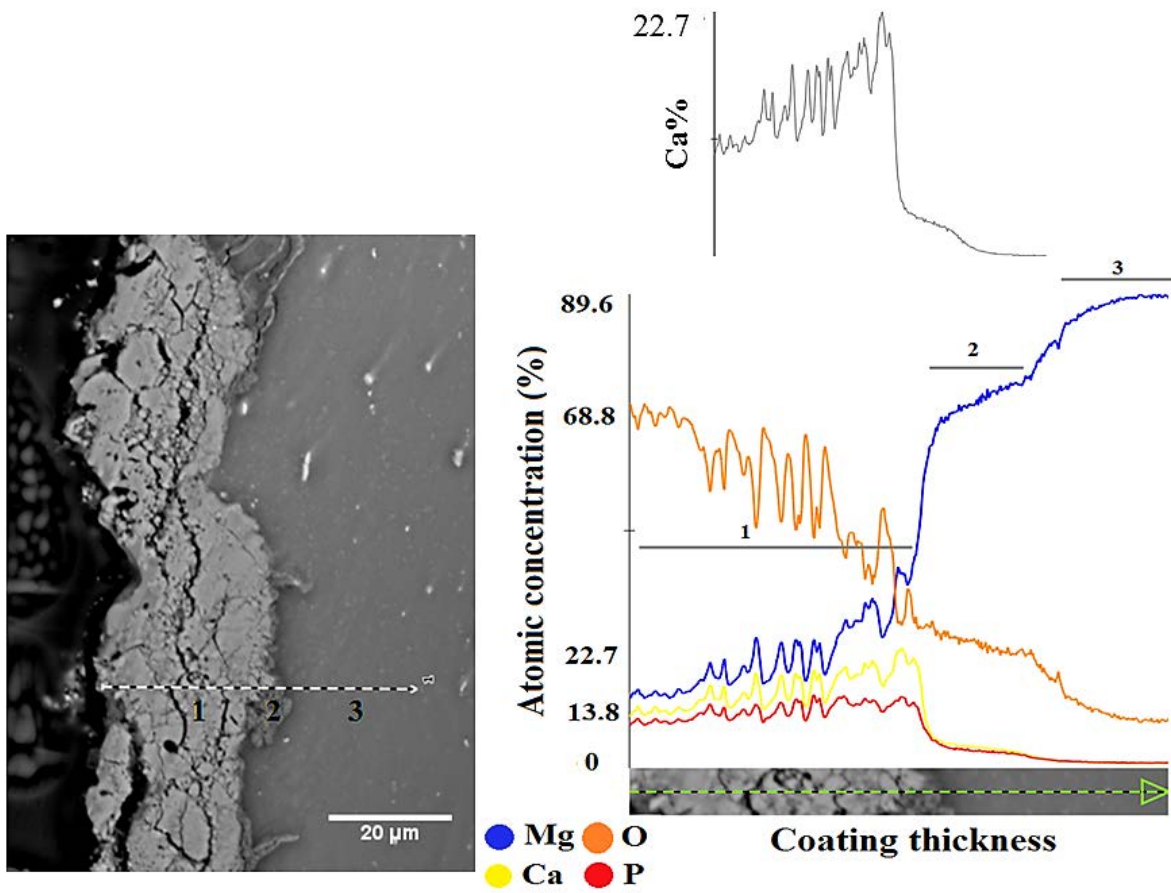 22.7
Ca%
3
89.6
2
68.8
Atomic concentration (%)
1
22.7
13.8
0
1 2 3
1
20 µm
Coating thickness
Mg O
Ca P